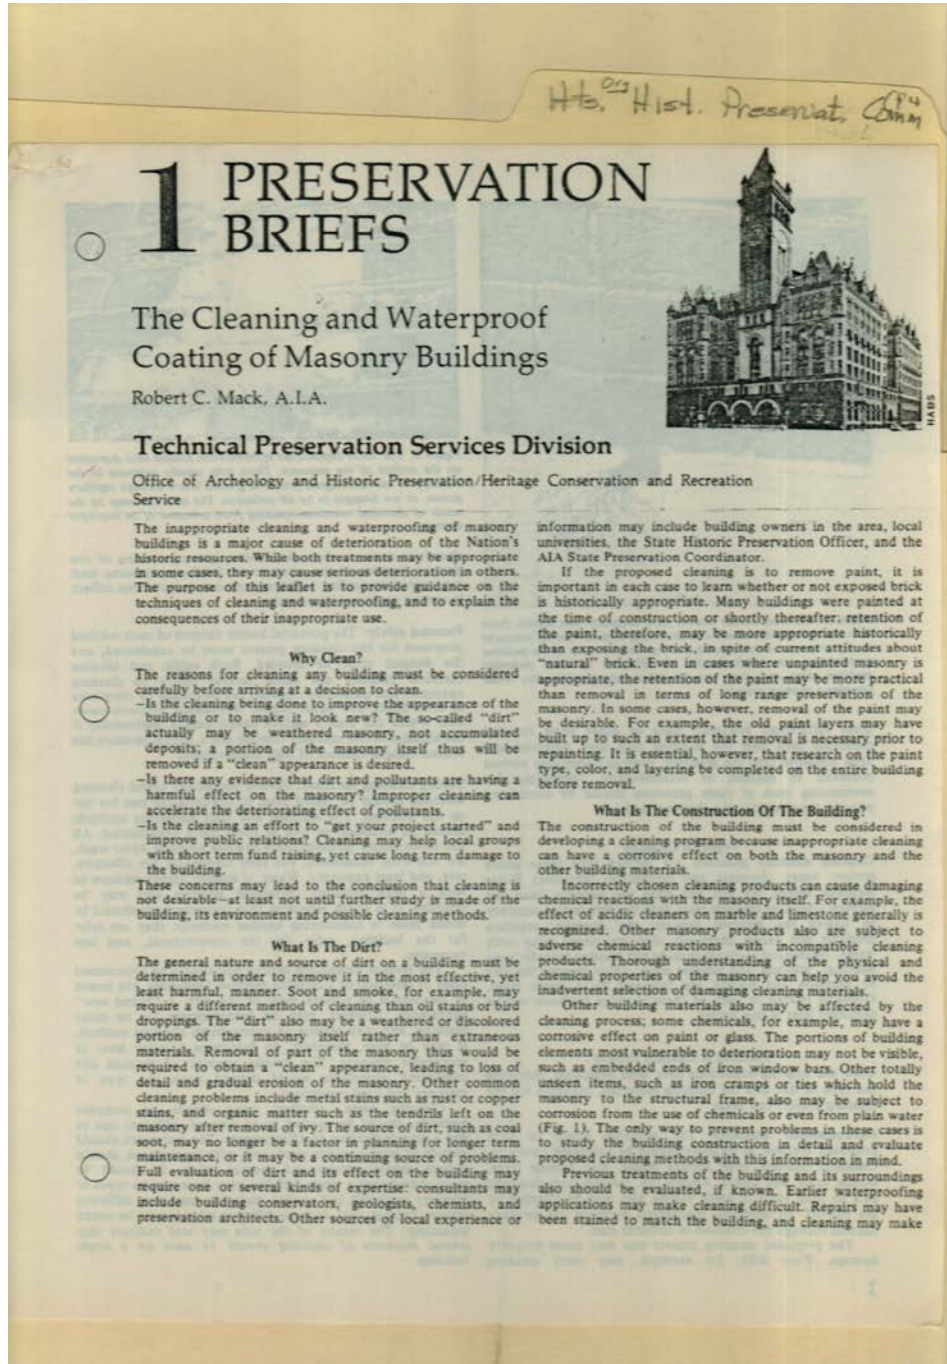 Hts. Org Hist. Preservat. Comm
1 PRESERVATION
BRIEFS
The Cleaning and Waterproof
Coating of Masonry Buildings
Robert C. Mack, A.I.A.
HABS
Technical Preservation Services Division
Office of Archeology and Historic Preservation/Heritage Conservation and Recreation
Service
The inappropriate cleaning and waterproofing of masonry
buildings is a major cause of deterioration of the Nation's
historic resources. While both treatments may be appropriate
in some cases, they may cause serious deterioration in others.
The purpose of this leaflet is to provide guidance on the
techniques of cleaning and waterproofing, and to explain the
consequences of their inappropriate use.
Why Clean?
The reasons for cleaning any building must be considered
carefully before arriving at a decision to clean.
–Is the cleaning being done to improve the appearance of the
building or to make it look new? The so-called "dirt"
actually may be weathered masonry, not accumulated
deposits; a portion of the masonry itself thus will be
removed if a "clean" appearance is desired.
–Is there any evidence that dirt and pollutants are having a
harmful effect on the masonry? Improper cleaning can
accelerate the deteriorating effect of pollutants.
–Is the cleaning an effort to "get your project started" and
improve public relations? Cleaning may help local groups
with short term fund raising, yet cause long term damage to
the building.
These concerns may lead to the conclusion that cleaning is
not desirable–at least not until further study is made of the
building, its environment and possible cleaning methods.
What Is The Dirt?
The general nature and source of dirt on a building must be
determined in order to remove it in the most effective, yet
least harmful, manner. Soot and smoke, for example, may
require a different method of cleaning than oil stains or bird
droppings. The "dirt" also may be a weathered or discolored
portion of the masonry itself rather than extraneous
materials. Removal of part of the masonry thus would be
required to obtain a "clean" appearance, leading to loss of
detail and gradual erosion of the masonry. Other common
cleaning problems include metal stains such as rust or copper
stains, and organic matter such as the tendrils left on the
masonry after removal of ivy. The source of dirt, such as coal
soot, may no longer be a factor in planning for longer term
maintenance, or it may be a continuing source of problems.
Full evaluation of dirt and its effect on the building may
require one or several kinds of expertise: consultants may
include building conservators, geologists, chemists, and
preservation architects. Other sources of local experience or
information may include building owners in the area, local
universities, the State Historic Preservation Officer, and the
AIA State Preservation Coordinator.
If the proposed cleaning is to remove paint, it is
important in each case to learn whether or not exposed brick
is historically appropriate. Many buildings were painted at
the time of construction or shortly thereafter; retention of
the paint, therefore, may be more appropriate historically
than exposing the brick, in spite of current attitudes about
"natural" brick. Even in cases where unpainted masonry is
appropriate, the retention of the paint may be more practical
than removal in terms of long range preservation of the
masonry. In some cases, however, removal of the paint may
be desirable. For example, the old paint layers may have
built up to such an extent that removal is necessary prior to
repainting. It is essential, however, that research on the paint
type, color, and layering be completed on the entire building
before removal.
What Is The Construction Of The Building?
The construction of the building must be considered in
developing a cleaning program because inappropriate cleaning
can have a corrosive effect on both the masonry and the
other building materials.
Incorrectly chosen cleaning products can cause damaging
chemical reactions with the masonry itself. For example, the
effect of acidic cleaners on marble and limestone generally is
recognized. Other masonry products also are subject to
adverse chemical reactions with incompatible cleaning
products. Thorough understanding of the physical and
chemical properties of the masonry can help you avoid the
inadvertent selection of damaging cleaning materials.
Other building materials also may be affected by the
cleaning process; some chemicals, for example, may have a
corrosive effect on paint or glass. The portions of building
elements most vulnerable to deterioration may not be visible,
such as embedded ends of iron window bars. Other totally
unseen items, such as iron cramps or ties which hold the
masonry to the structural frame, also may be subject to
corrosion from the use of chemicals or even from plain water
(Fig. 1). The only way to prevent problems in these cases is
to study the building construction in detail and evaluate
proposed cleaning methods with this information in mind.
Previous treatments of the building and its surroundings
also should be evaluated, if known. Earlier waterproofing
applications may make cleaning difficult. Repairs may have
been stained to match the building, and cleaning may make